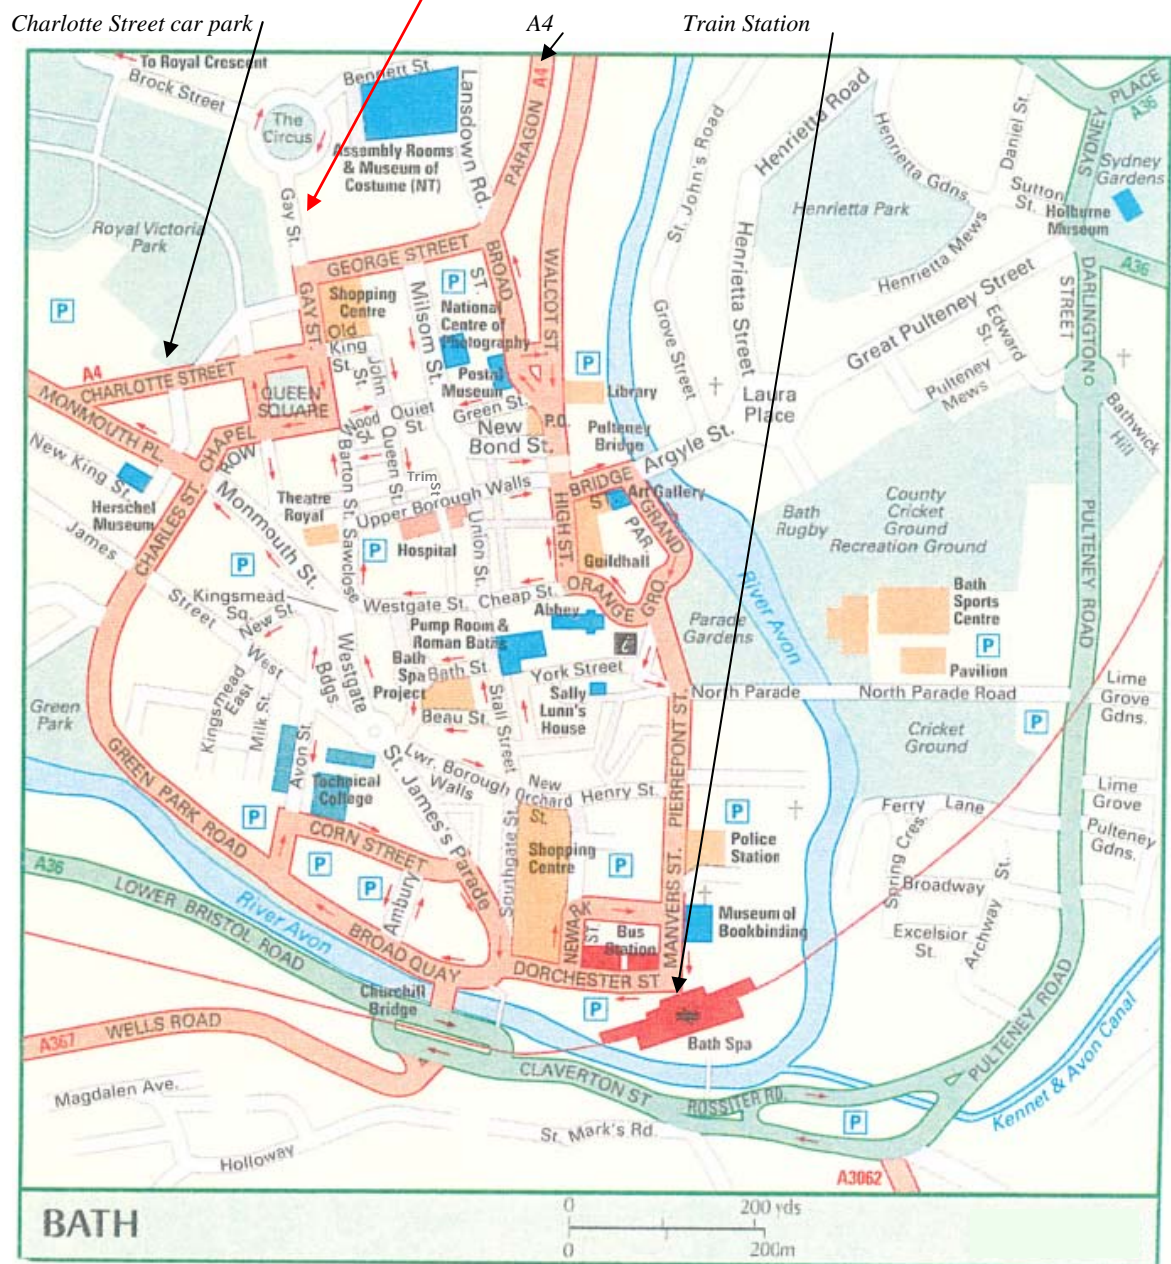 Charlotte Street car park
A4
Train Station
To Royal Crescent
Brock Street
The
Circus
Bennett St.
Lansdown Rd.
PARAGON
A4
Assembly Rooms
& Museum of
Costume (NT)
Gay St.
Royal Victoria
Park
GEORGE STREET
BROAD
ST.
WALCOT ST.
St. John's Road
Henrietta Road
Henrietta Gdns.
Daniel St.
SYDNEY
PLACE
A36
Sydney
Gardens
Sutton
St.
Holburne
Museum
Henrietta Park
Henrietta Mews
Henrietta Street
A36
P
GAY ST.
Shopping
Centre
Milsom St.
P
National
Centre of
Photography
Old
King
St.
John
St.
Postal
Museum
Grove Street
Great Pulteney Street
DARLINGTON
STREET
Edward
St.
Pulteney
Mews
A4
CHARLOTTE STREET
MONMOUTH PL.
QUEEN
SQUARE
CHAPEL
ROW
Wood
St.
Quiet
St.
Green St.
New
Bond St.
P.O.
P
Library
Laura
Place
Pulteney
Bridge
Argyle St.
Bathwick
Hill
New King St.
Herschel
Museum
James
Street
West
CHARLES ST.
Monmouth St.
Theatre
Royal
Barton St.
Sawclose
Queen St.
Trim
St.
Upper Borough Walls
Hospital
P
Union St.
HIGH ST.
BRIDGE
ST.
Art Gallery
GRAND
PAR.
Guildhall
ORANGE
GRO.
Bath
Rugby
County
Cricket
Ground
Recreation Ground
PULTENEY ROAD
P
Kingsmead
Sq.
New St.
Westgate St.
Cheap St.
Abbey
Pump Room &
Roman Baths
i
Parade
Gardens
River Avon
Bath
Sports
Centre
Pavilion
P
Westgate
Bdgs
Bath
Spa
Project
Bath St.
Beau St.
Stall Street
York Street
Sally
Lunn's
House
North Parade
North Parade Road
Lime
Grove
Gdns.
P
Green
Park
Kingsmead
East
Milk St.
Avon St.
Technical
College
Lwr. Borough
Walls
New
Orchard
St.
Henry St.
PIERREPONT ST.
Cricket
Ground
Lime
Grove
Ferry
Lane
Pulteney
Gdns.
GREEN PARK ROAD
P
CORN STREET
St. James's Parade
Southgate St.
Shopping
Centre
P
P
Police
Station
MANVERS ST.
Spring Cres.
Broadway
Archway
St.
Excelsior
St.
P
P
Ambury
A36
LOWER BRISTOL ROAD
River Avon
BROAD QUAY
NEWARK
ST.
Bus
Station
Museum of
Bookbinding
DORCHESTER ST
Churchill
Bridge
P
Bath Spa
PULTENEY ROAD
A367
WELLS ROAD
CLAVERTON ST
ROSSITER RD.
P
Kennet & Avon Canal
Magdalen Ave.
Holloway
St. Mark's Rd.
A3062
BATH
0
200 yds
0
200m